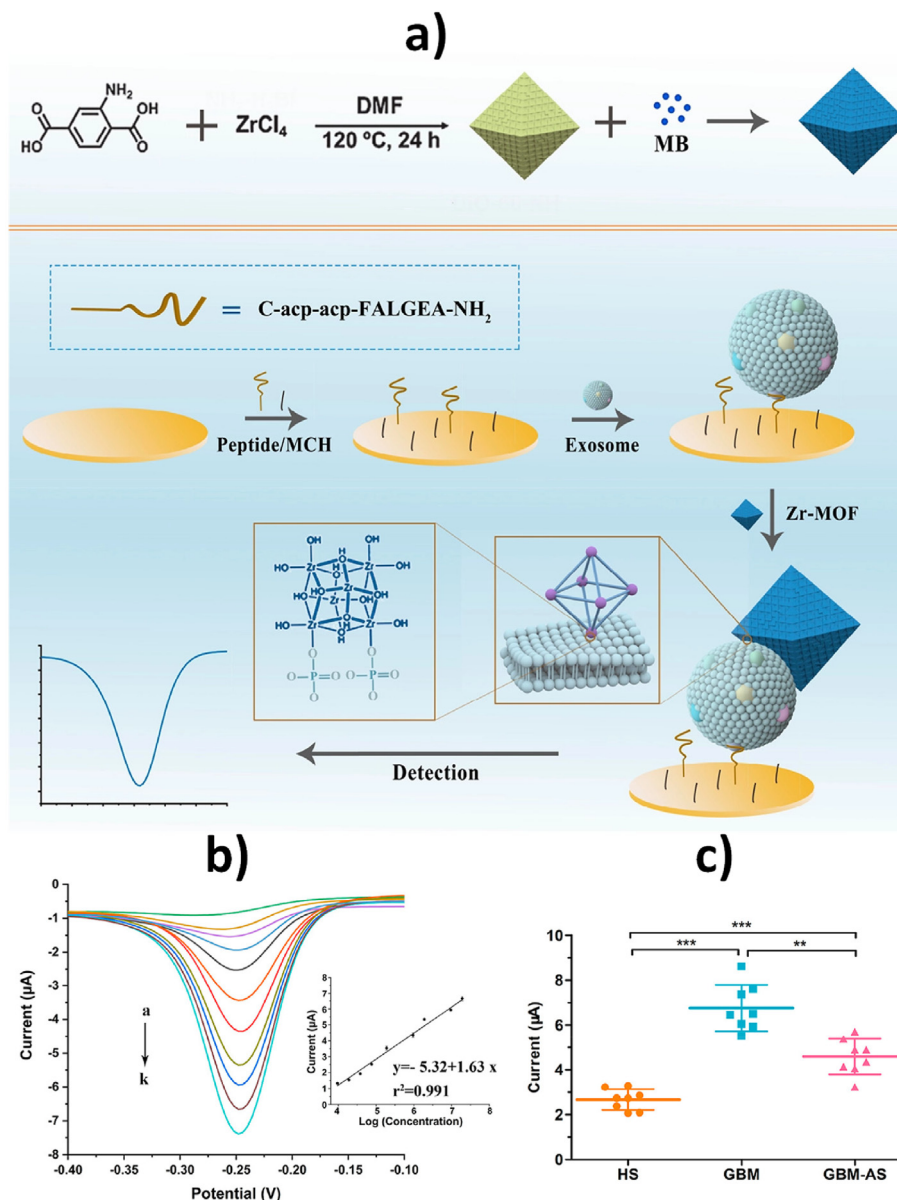 a)
NH2
HO
O
OH
O
+
ZrCl4
DMF
120 °C, 24 h
+
MB
= C-acp-acp-FALGEA-NH2
Peptide/MCH
Exosome
Zr-MOF
OH OH
HO Zr Zr OH
HO Zr OH
HO Zr OH
HO Zr Zr OH
O O
O P O O P O
O O
Detection
b)
0
-1
-2
-3
-4
-5
-6
-7
-8
Current (µA)
a
k
-0.40 -0.35 -0.30 -0.25 -0.20 -0.15 -0.10
Potential (V)
8
7
6
5
4
3
2
1
0
Current (µA)
y=- 5.32+1.63 x
r2=0.991
4 5 6 7 8
Log (Concentration)
c)
***
*** **
10
8
6
4
2
0
Current (µA)
HS GBM GBM-AS